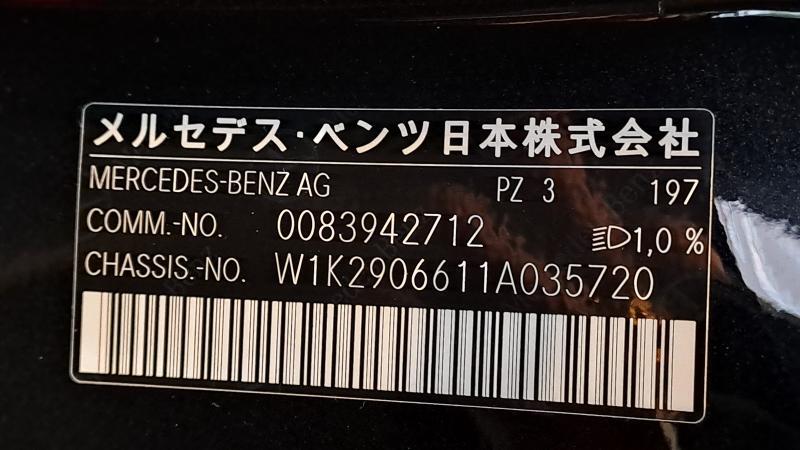 メルセデス・ベンツ日本株式会社
MERCEDES-BENZ AG PZ 3 197
COMM.-NO. 0083942712 1,0 %
CHASSIS.-NO. W1K2906611A035720